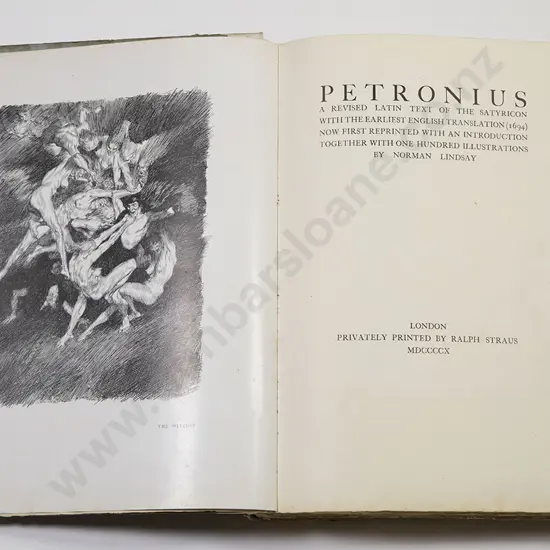 PETRONIUS
A REVISED LATIN TEXT OF THE SATYRICON
WITH THE EARLIEST ENGLISH TRANSLATION (1694)
NOW FIRST REPRINTED WITH AN INTRODUCTION
TOGETHER WITH ONE HUNDRED ILLUSTRATIONS
BY NORMAN LINDSAY
LONDON
PRIVATELY PRINTED BY RALPH STRAUS
MDCCCCX
THE